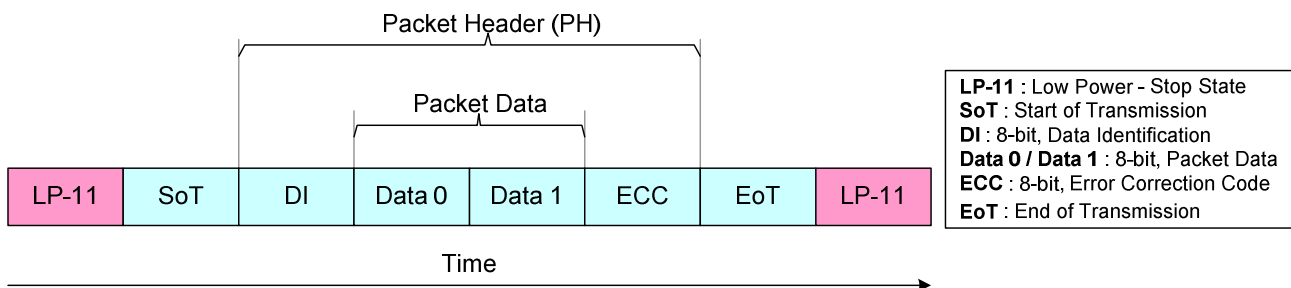 Packet Header (PH)
Packet Data
LP-11 SoT DI Data 0 Data 1 ECC EoT LP-11
Time
LP-11 : Low Power - Stop State
SoT : Start of Transmission
DI : 8-bit, Data Identification
Data 0 / Data 1 : 8-bit, Packet Data
ECC : 8-bit, Error Correction Code
EoT : End of Transmission